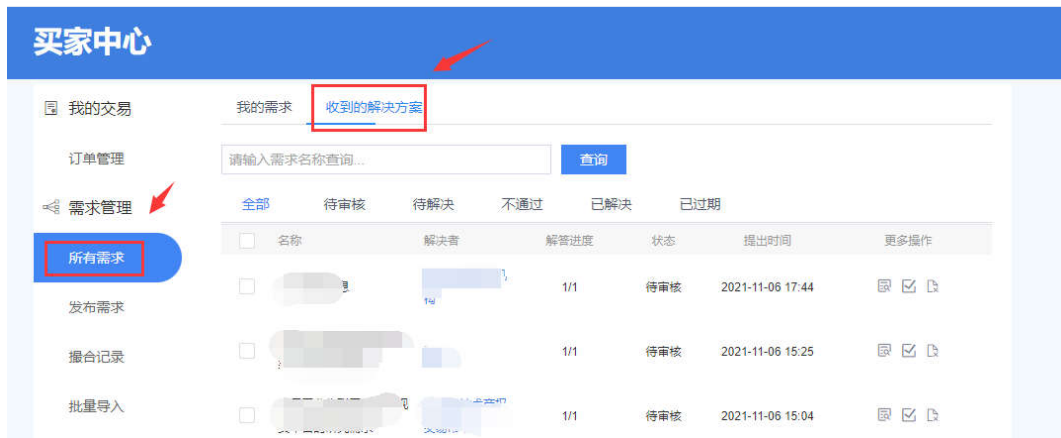 买家中心
我的交易
订单管理
需求管理
所有需求
发布需求
撮合记录
批量导入
我的需求 收到的解决方案
请输入需求名称查询... 查询
全部 待审核 待解决 不通过 已解决 已过期
名称 解决者 解答进度 状态 提出时间 更多操作
1/1 待审核 2021-11-06 17:44
1/1 待审核 2021-11-06 15:25
1/1 待审核 2021-11-06 15:04